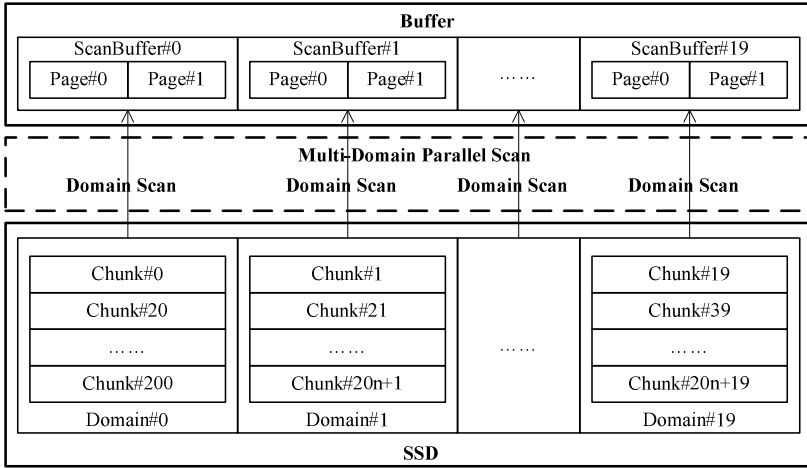 Buffer
ScanBuffer#0 ScanBuffer#1 ScanBuffer#19
Page#0 Page#1 Page#0 Page#1 …… Page#0 Page#1
Multi-Domain Parallel Scan
Domain Scan Domain Scan Domain Scan Domain Scan
Chunk#0 Chunk#1 Chunk#19
Chunk#20 Chunk#21 Chunk#39
…… …… …… ……
Chunk#200 Chunk#20n+1 Chunk#20n+19
Domain#0 Domain#1 Domain#19
SSD